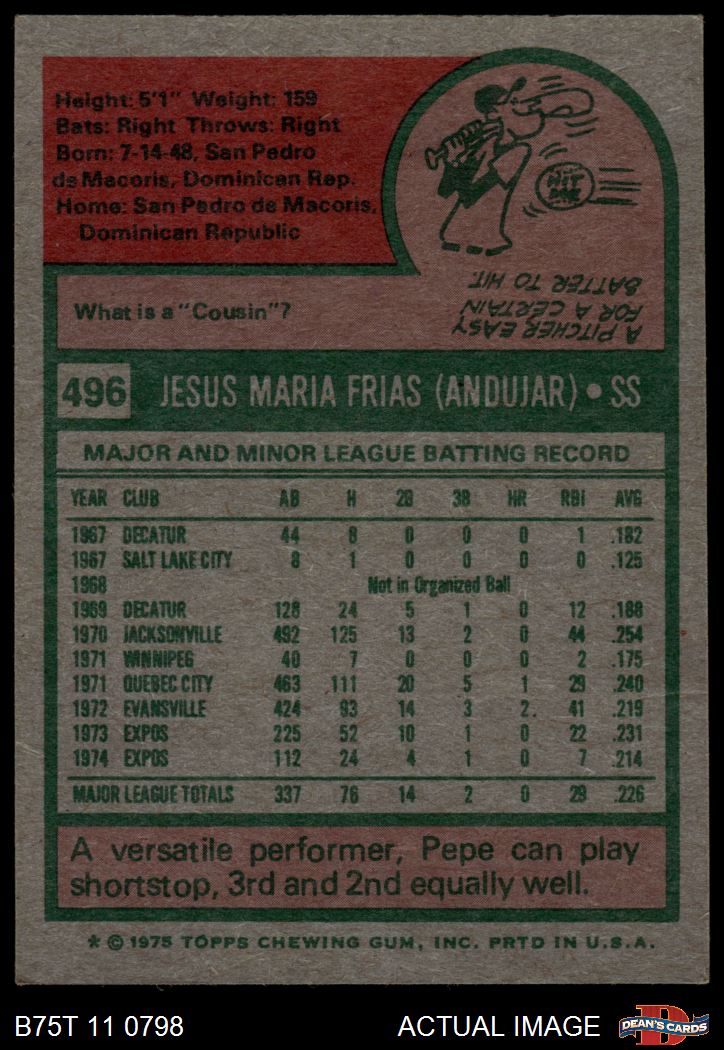 Height: 5'1" Weight: 159
Bats: Right Throws: Right
Born: 7-14-48, San Pedro
de Macoris, Dominican Rep.
Home: San Pedro de Macoris,
Dominican Republic
HIT
ME
What is a "Cousin"?
A PITCHER EASY
FOR A CERTAIN
BATTER TO HIT.
496 JESUS MARIA FRIAS (ANDUJAR) • SS
MAJOR AND MINOR LEAGUE BATTING RECORD
YEAR CLUB AB H 2B 3B HR RBI AVG
1967 DECATUR 44 8 0 0 0 1 .182
1967 SALT LAKE CITY 8 1 0 0 0 0 .125
1968 Not in Organized Ball
1969 DECATUR 128 24 5 1 0 12 .188
1970 JACKSONVILLE 492 125 13 2 0 44 .254
1971 WINNIPEG 40 7 0 0 0 2 .175
1971 QUEBEC CITY 463 111 20 5 1 29 .240
1972 EVANSVILLE 424 93 14 3 2 41 .219
1973 EXPOS 225 52 10 1 0 22 .231
1974 EXPOS 112 24 4 1 0 7 .214
MAJOR LEAGUE TOTALS 337 76 14 2 0 29 .226
A versatile performer, Pepe can play
shortstop, 3rd and 2nd equally well.
* © 1975 TOPPS CHEWING GUM, INC. PRTD IN U.S.A.
B75T 11 0798 ACTUAL IMAGE D DEAN'S CARDS